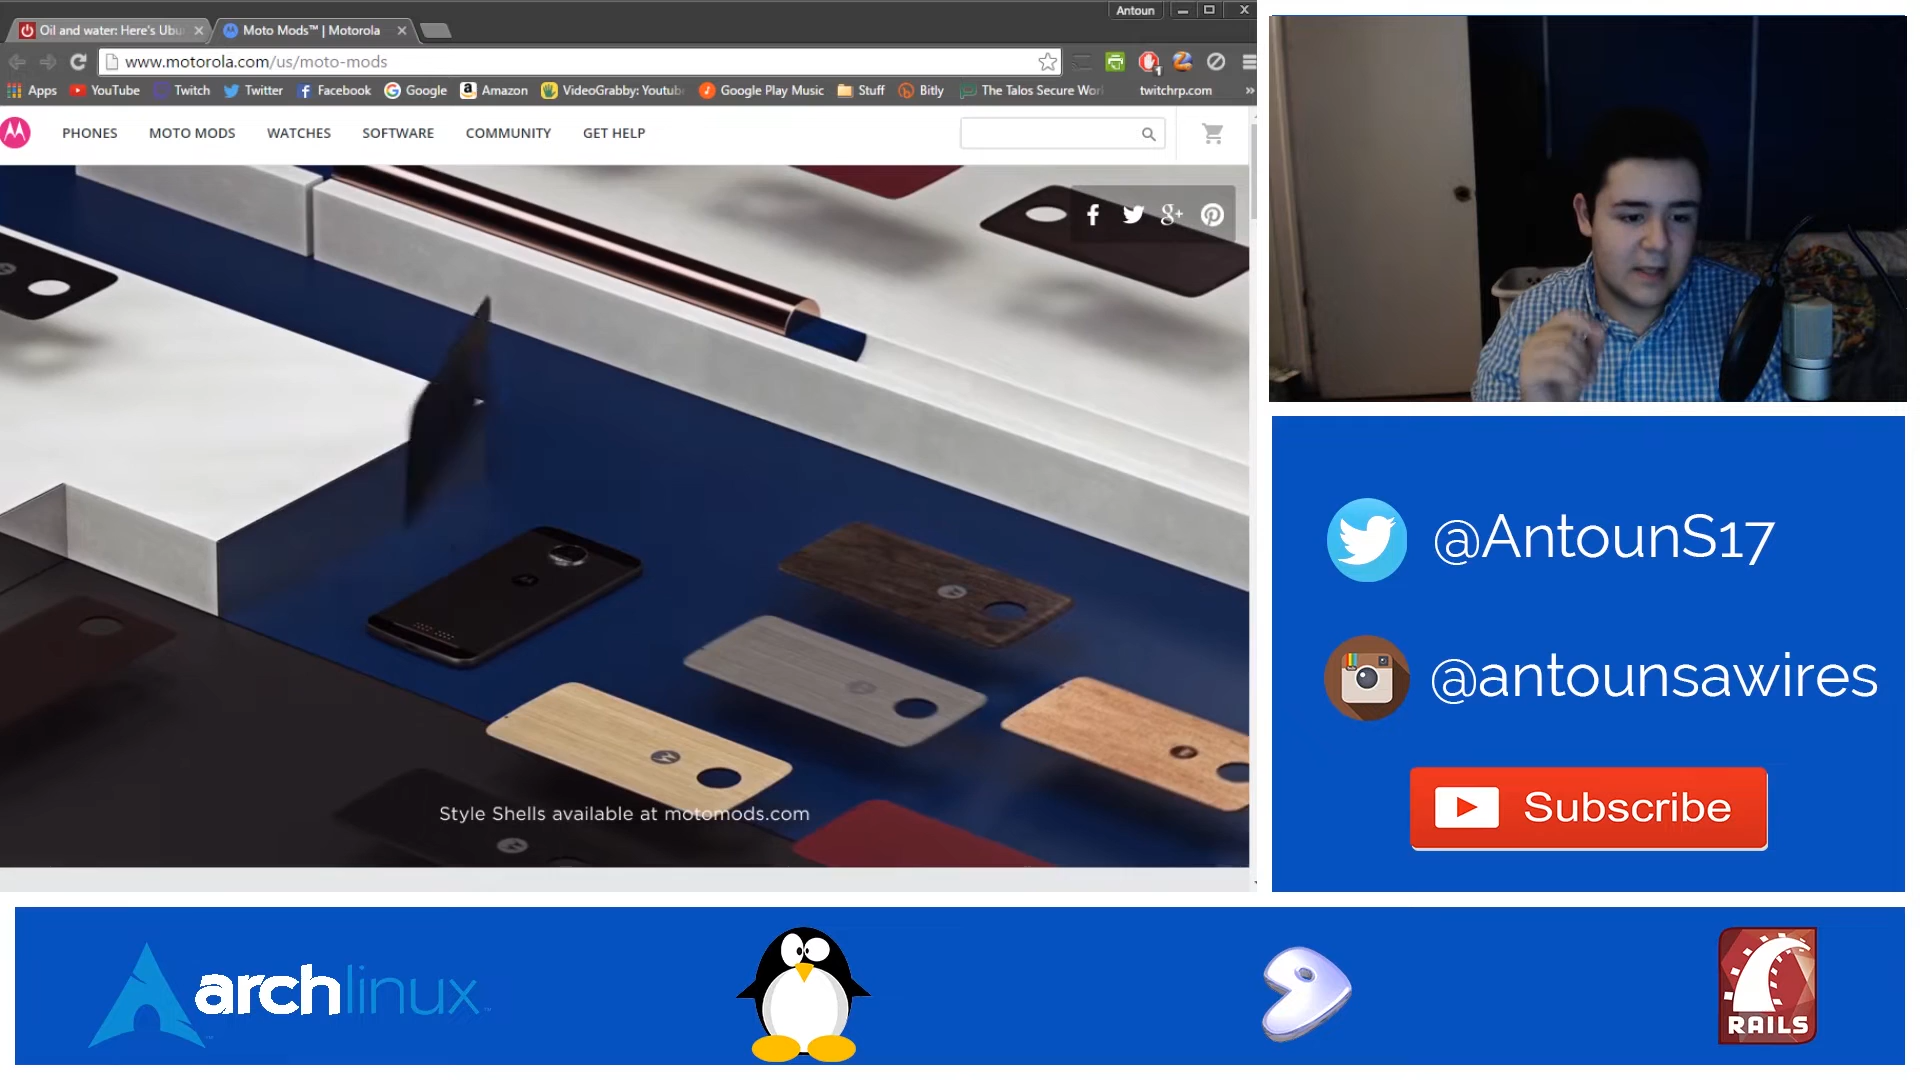 Antoun
Oil and water: Here's Ubu
Moto Mods™ | Motorola
www.motorola.com/us/moto-mods
Apps YouTube Twitch Twitter Facebook Google Amazon VideoGrabby: Youtub Google Play Music Stuff Bitly The Talos Secure Wor twitchrp.com »
PHONES MOTO MODS WATCHES SOFTWARE COMMUNITY GET HELP
Style Shells available at motomods.com
@AntounS17
@antounsawires
Subscribe
archlinux
RAILS